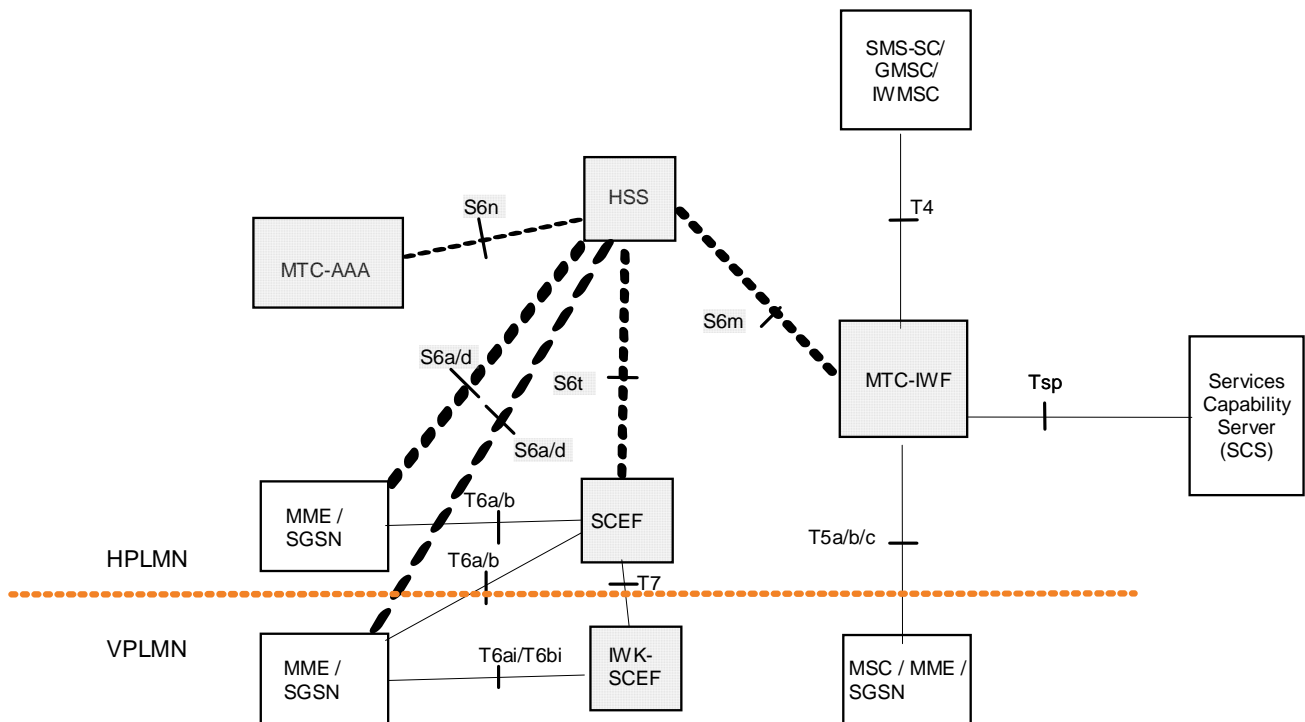 SMS-SC/
GMSC/
IWMSC
HSS
S6n
T4
MTC-AAA
S6m
S6a/d
S6t
MTC-IWF
Tsp
Services
Capability
Server
(SCS)
S6a/d
MME /
SGSN
T6a/b
SCEF
T5a/b/c
HPLMN
T6a/b
T7
VPLMN
MME /
SGSN
T6ai/T6bi
IWK-
SCEF
MSC / MME /
SGSN